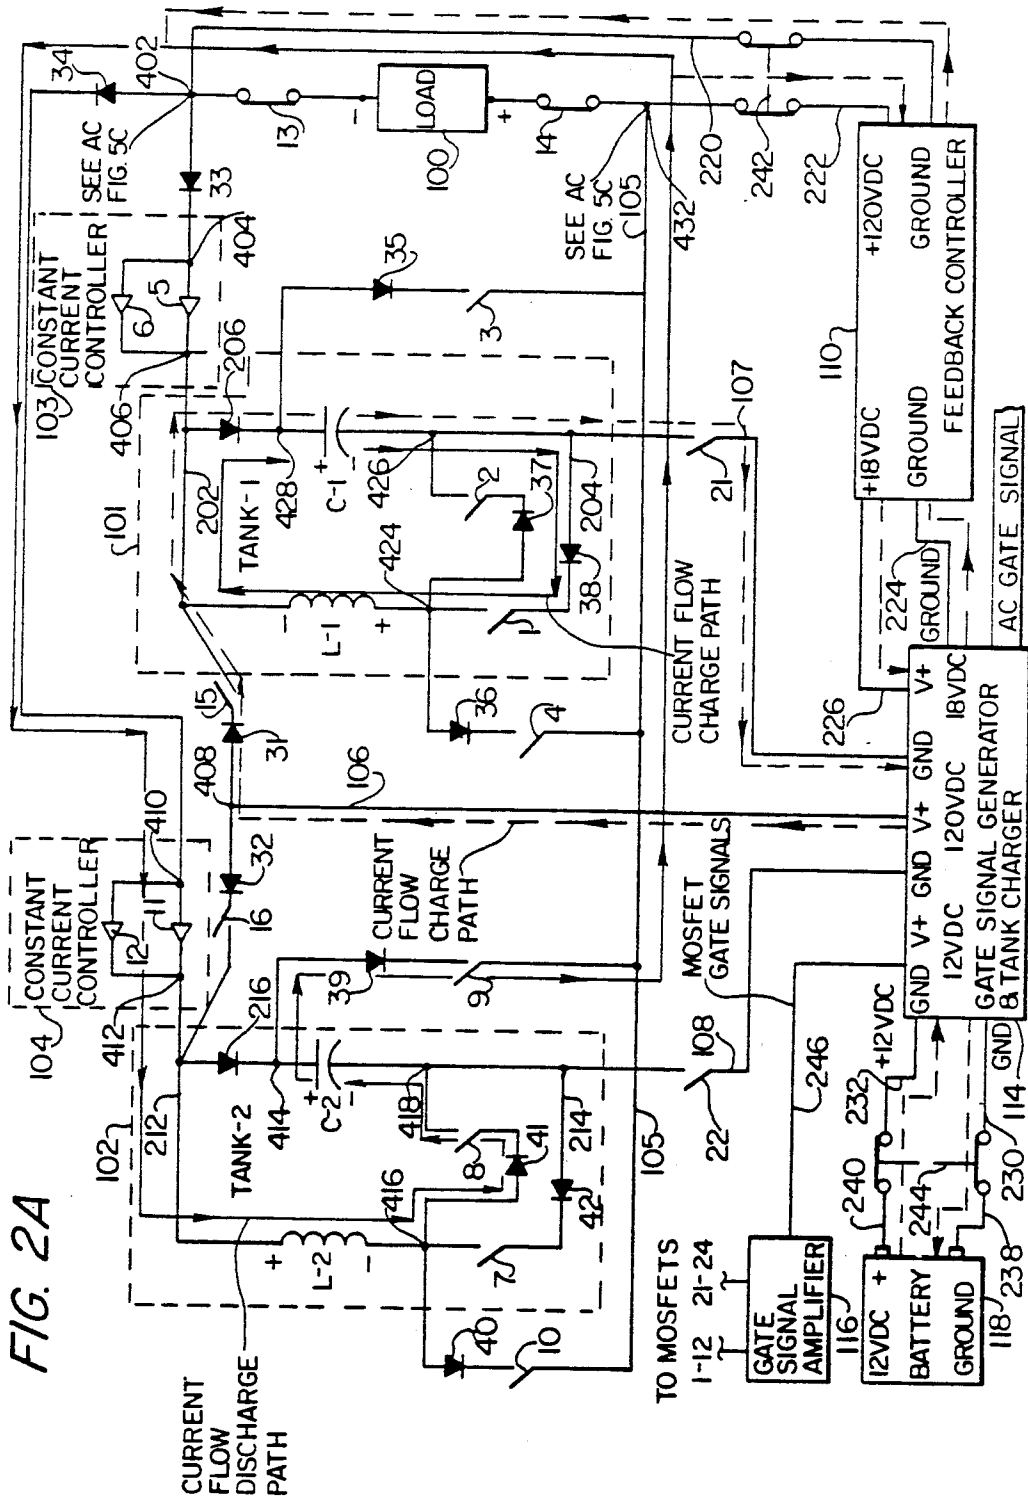 FIG. 2A
CURRENT
FLOW
DISCHARGE
PATH
104
CONSTANT
CURRENT
CONTROLLER
12
11
410
412
103
CONSTANT
CURRENT
CONTROLLER
6
5
404
406
SEE AC
FIG. 5C
34
402
33
13
LOAD
100
−
+
14
SEE AC
FIG. 5C
105
432
220
242
222
102
212
TANK-2
216
414
+
C-2
−
418
8
41
214
42
416
+
L-2
−
7
40
10
32
16
408
31
15
106
39
CURRENT
FLOW
CHARGE
PATH
9
105
22
108
101
202
TANK-1
206
428
+
C-1
−
426
2
37
204
38
424
−
L-1
+
1
36
4
35
3
21
107
CURRENT FLOW
CHARGE PATH
MOSFET
GATE SIGNALS
246
TO MOSFETS
1-12
21-24
GATE
SIGNAL
AMPLIFIER
116
12VDC +
BATTERY
GROUND
118
238
240
244
230
232
+12VDC
GND
114
GND V+ GND V+ GND V+
12VDC 120VDC 18VDC
GATE SIGNAL GENERATOR
& TANK CHARGER
226
224
GROUND
AC GATE SIGNAL
110
+18VDC
+120VDC
GROUND
GROUND
FEEDBACK CONTROLLER